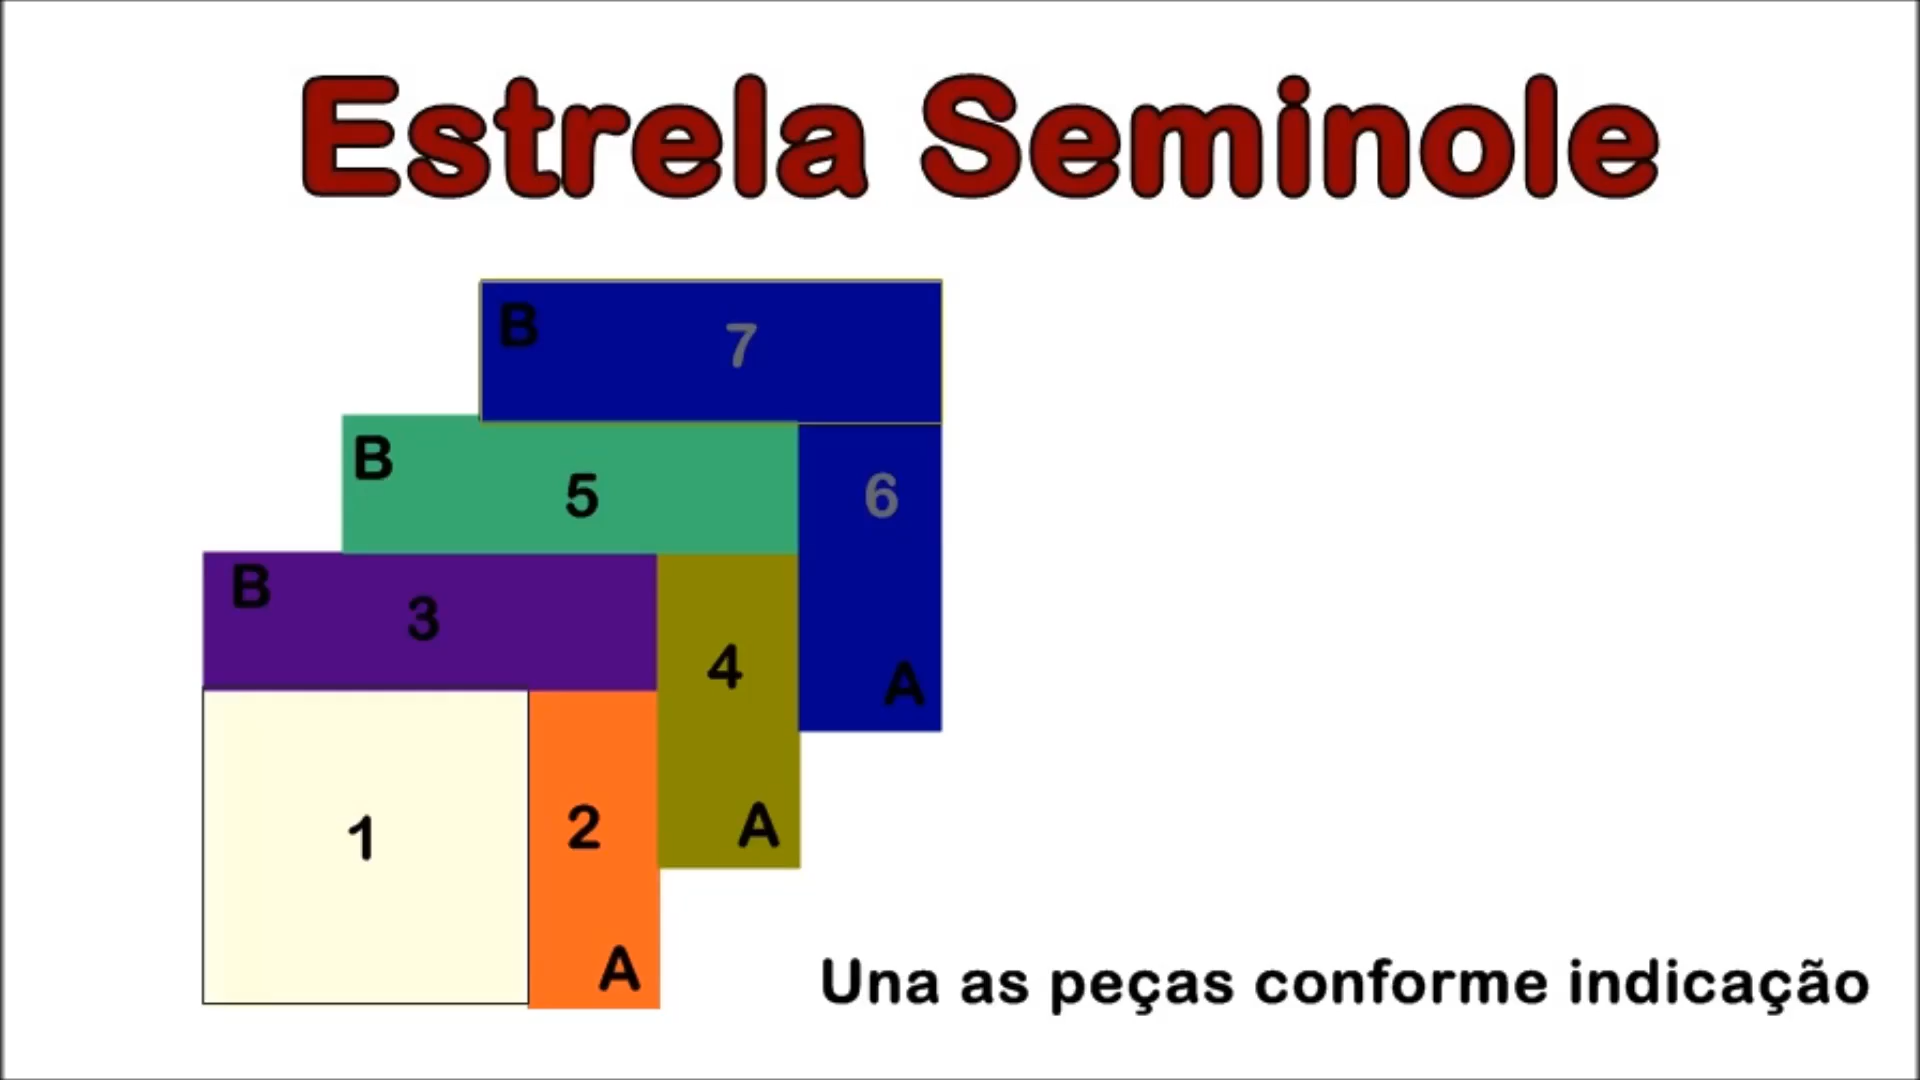 Estrela Seminole
B 7
B 5 6
B 3
4
A
1 2 A
A
Una as peças conforme indicação